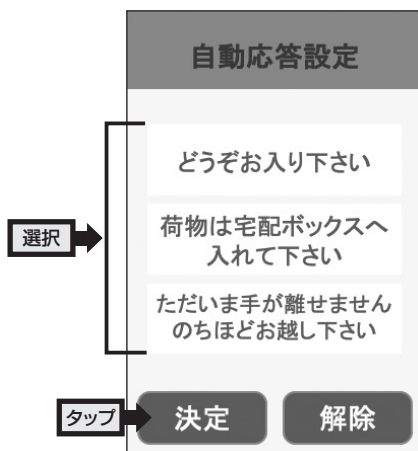 自動応答設定
どうぞお入り下さい
選択
荷物は宅配ボックスへ
入れて下さい
ただいま手が離せません
のちほどお越し下さい
タップ
決定
解除